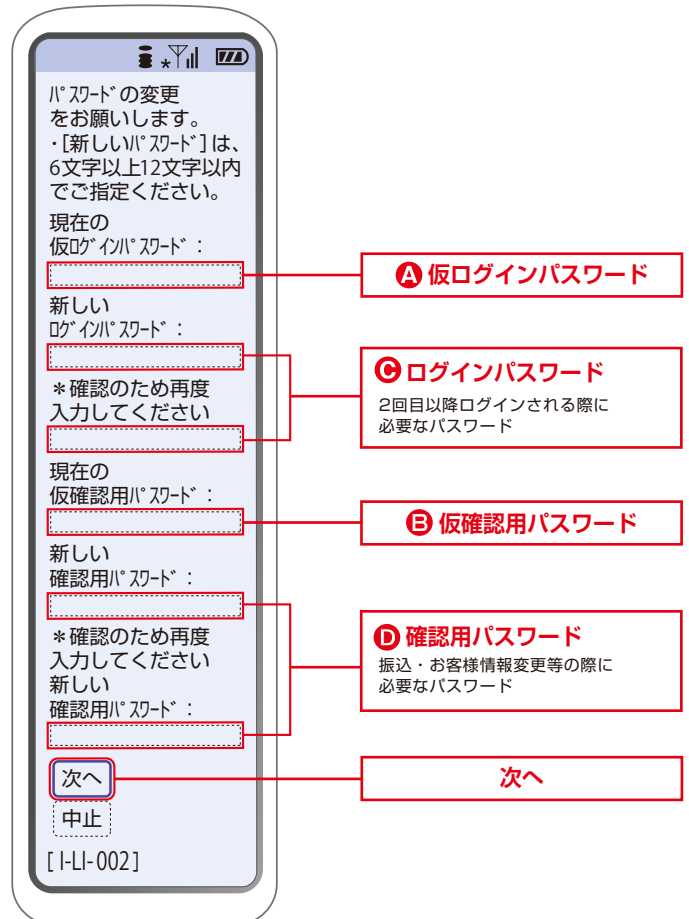 ﾊﾟｽﾜｰﾄﾞの変更
をお願いします。
・[新しいﾊﾟｽﾜｰﾄﾞ]は、
6文字以上12文字以内
でご指定ください。
現在の
仮ﾛｸﾞｲﾝﾊﾟｽﾜｰﾄﾞ：
新しい
ﾛｸﾞｲﾝﾊﾟｽﾜｰﾄﾞ：
＊確認のため再度
入力してください
現在の
仮確認用ﾊﾟｽﾜｰﾄﾞ：
新しい
確認用ﾊﾟｽﾜｰﾄﾞ：
＊確認のため再度
入力してください
新しい
確認用ﾊﾟｽﾜｰﾄﾞ：
次へ
中止
[I-LI-002]
A 仮ログインパスワード
C ログインパスワード
2回目以降ログインされる際に
必要なパスワード
B 仮確認用パスワード
D 確認用パスワード
振込・お客様情報変更等の際に
必要なパスワード
次へ